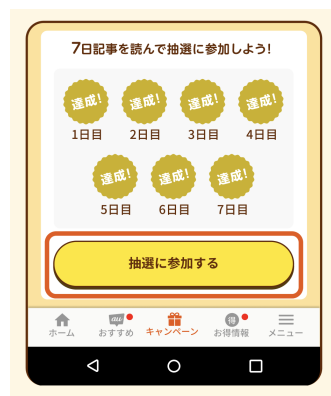 7日記事を読んで抽選に参加しよう!
達成! 達成! 達成! 達成!
1日目 2日目 3日目 4日目
達成! 達成! 達成!
5日目 6日目 7日目
抽選に参加する
au 得
ホーム おすすめ キャンペーン お得情報 メニュー